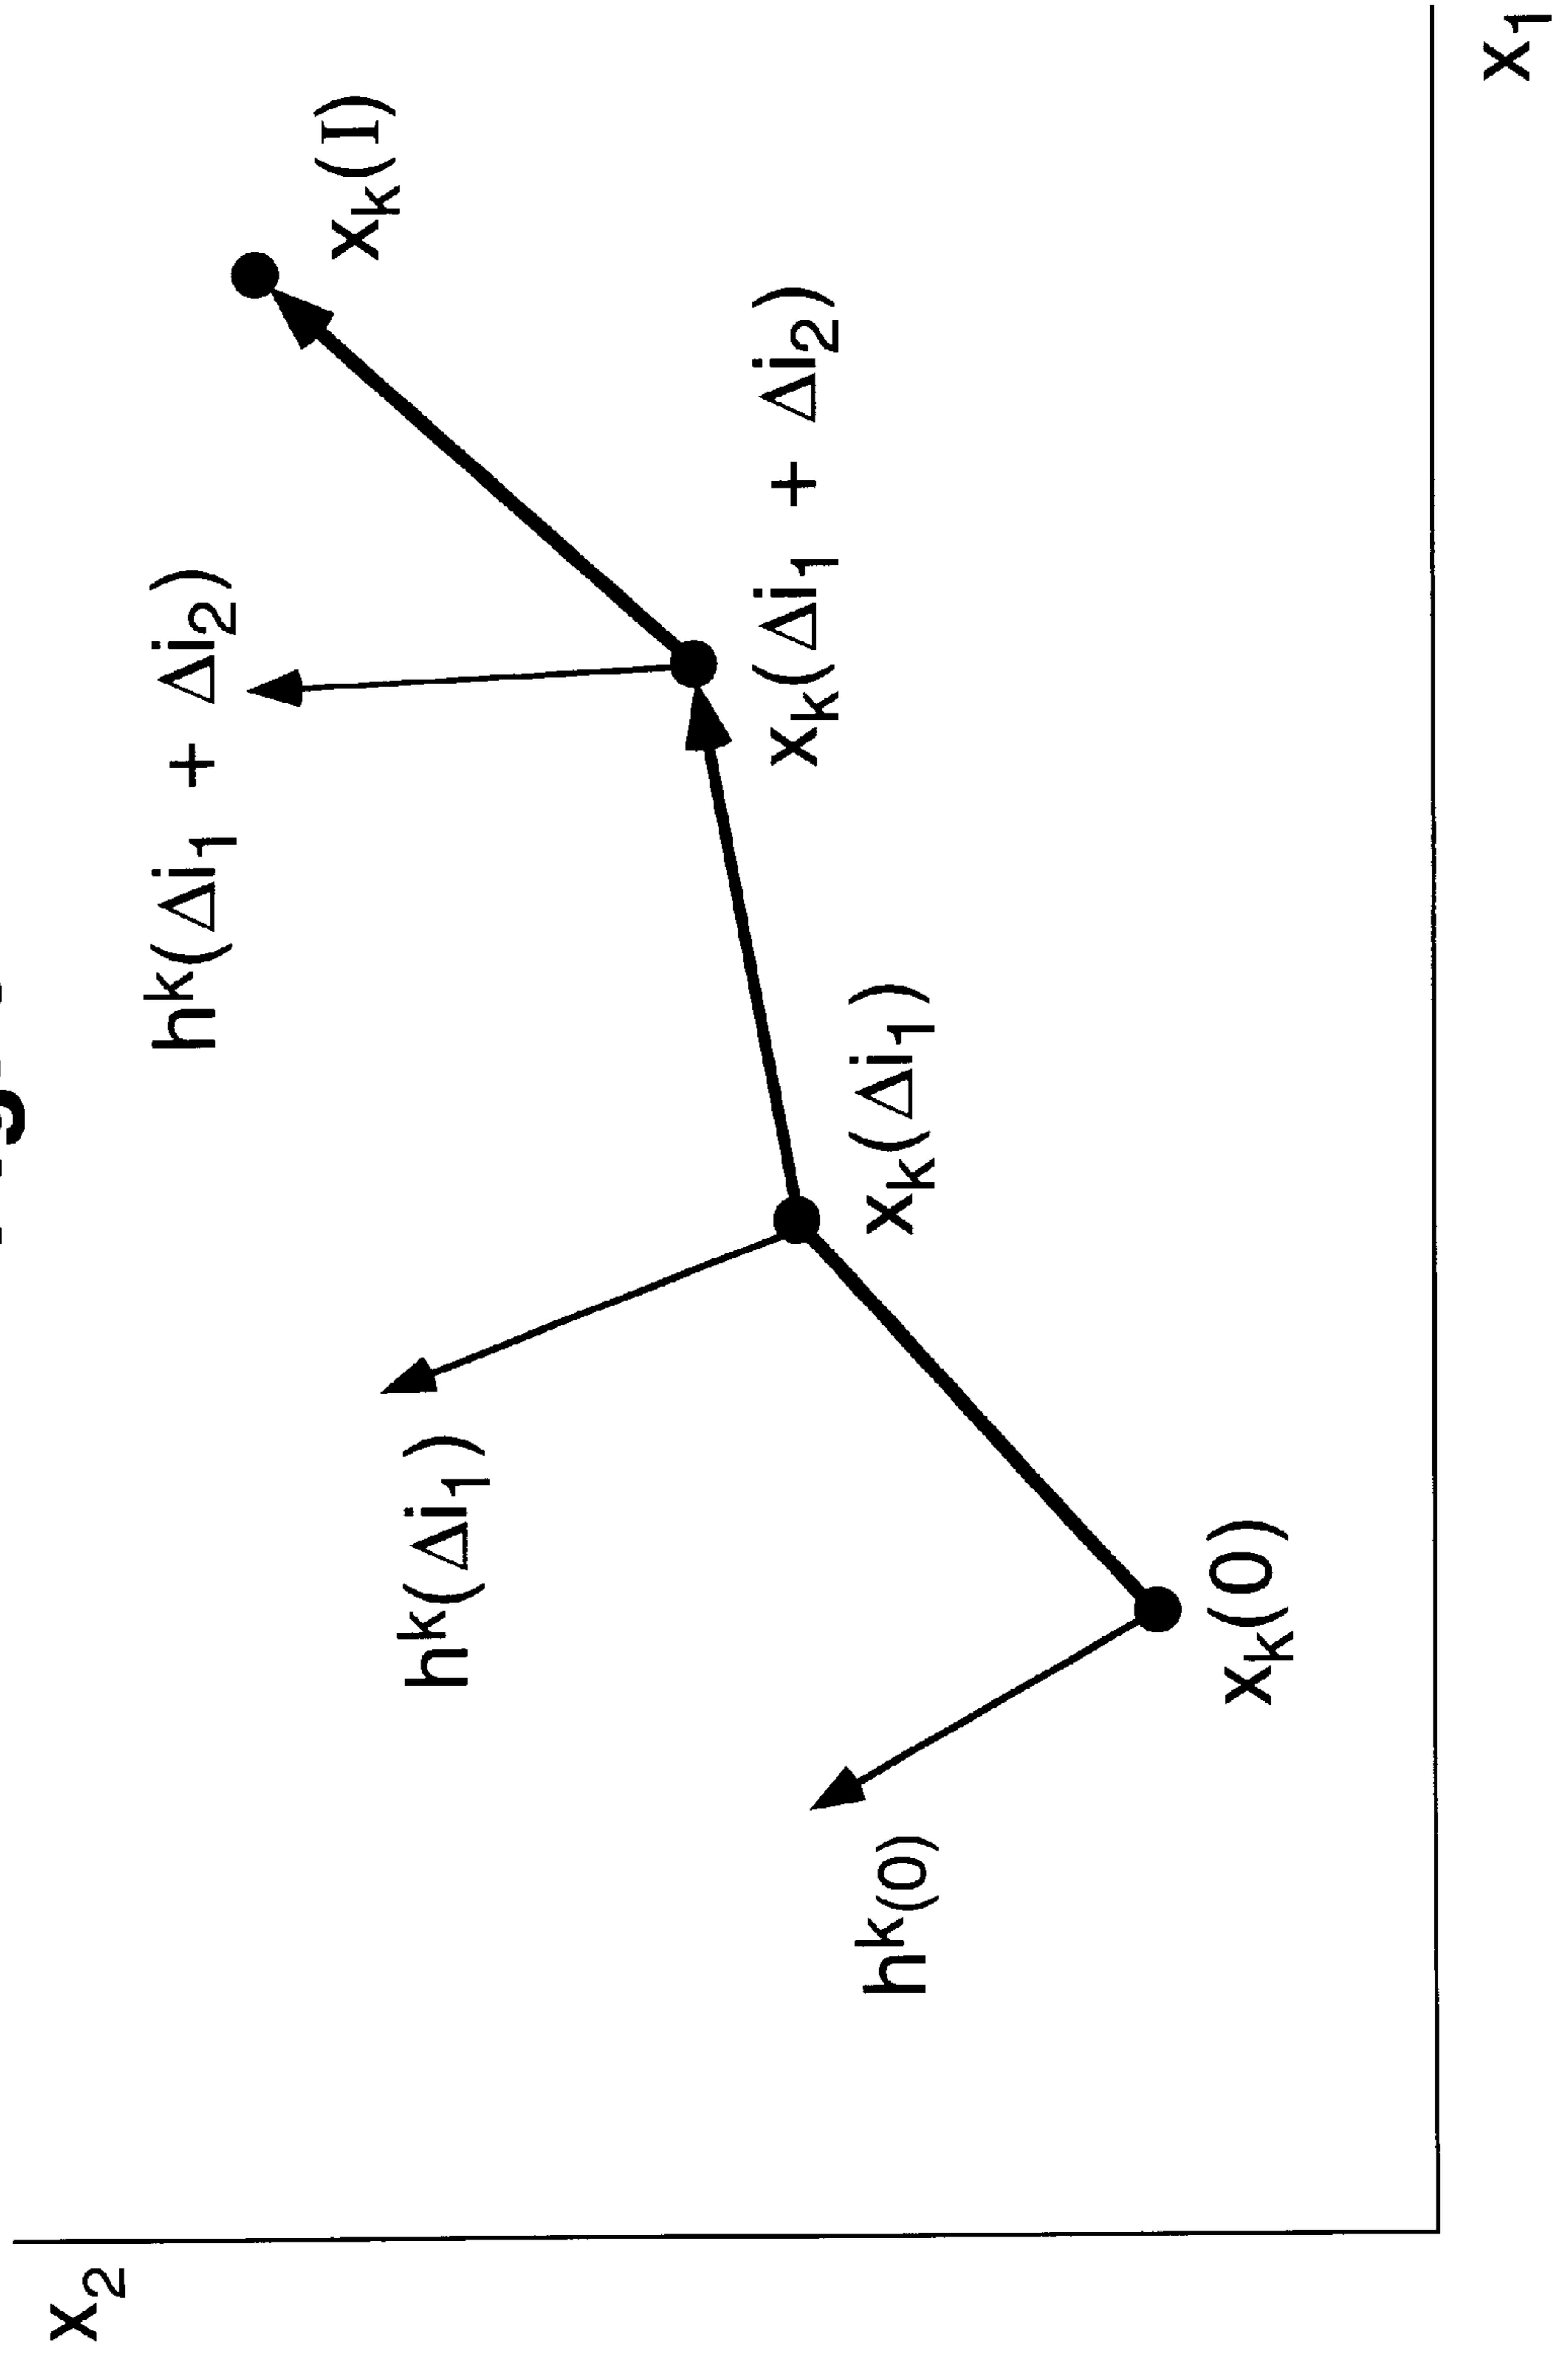 x₂
hᵏ(Δi₁ + Δi₂)
xₖ(I)
hᵏ(Δi₁)
xₖ(Δi₁ + Δi₂)
hᵏ(0)
xₖ(Δi₁)
xₖ(0)
x₁